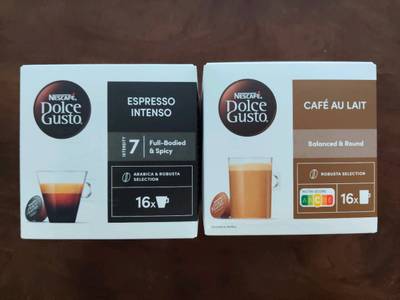 NESCAFÉ
Dolce
Gusto
ESPRESSO
INTENSO
INTENSITY
7
Full-Bodied
& Spicy
ARABICA & ROBUSTA
SELECTION
16x
NESCAFÉ
Dolce
Gusto
CAFÉ AU LAIT
Balanced & Round
ROBUSTA SELECTION
NUTRI-SCORE
A B C D E
16x